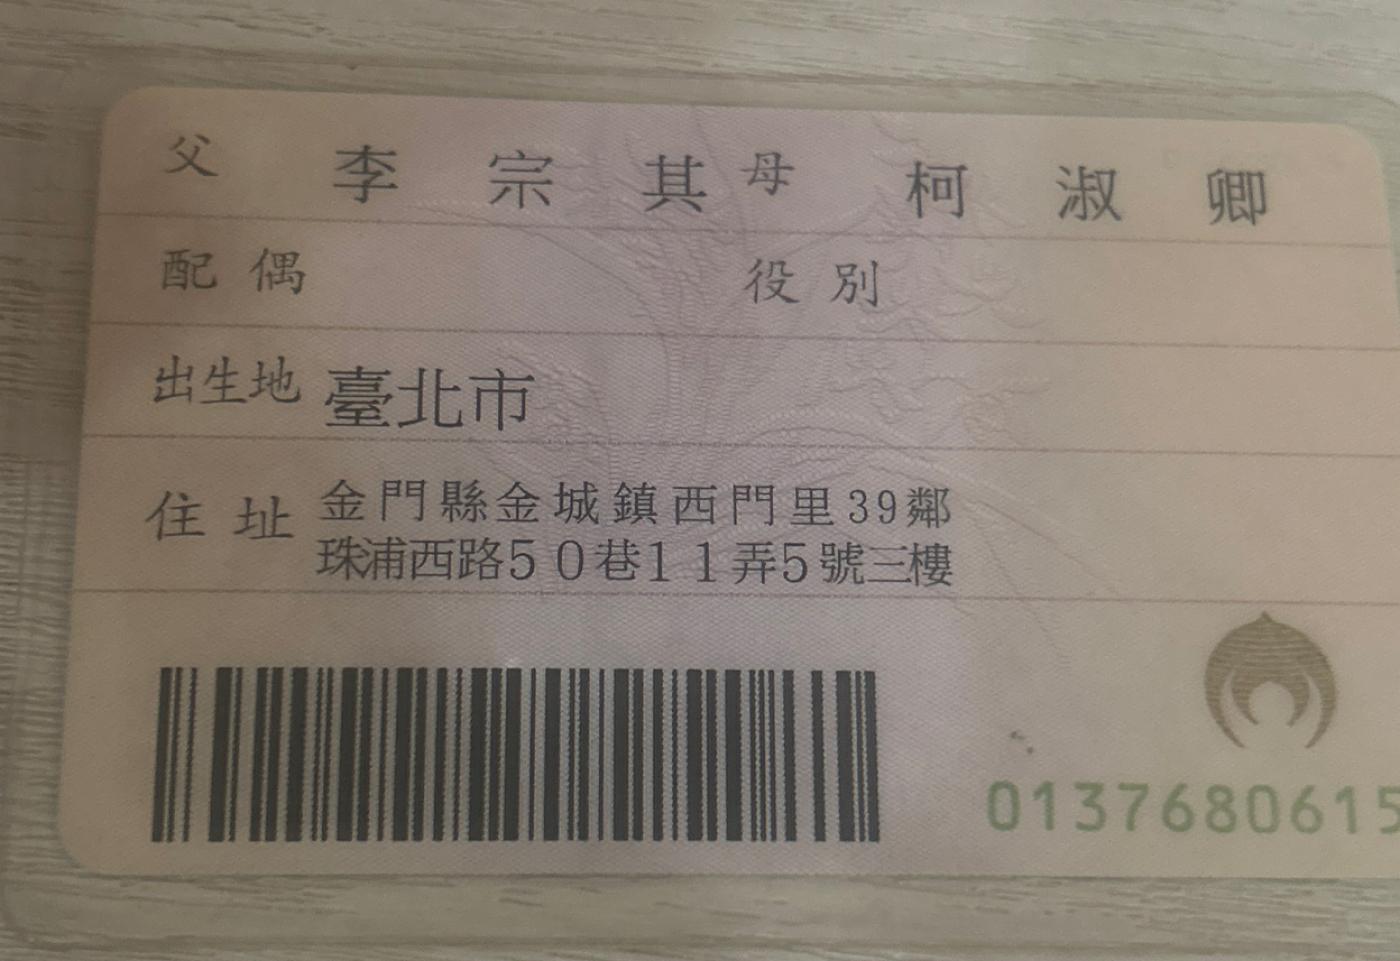 父 李宗其 母 柯淑卿
配偶 役別
出生地 臺北市
住址 金門縣金城鎮西門里39鄰
珠浦西路50巷11弄5號三樓
0137680615